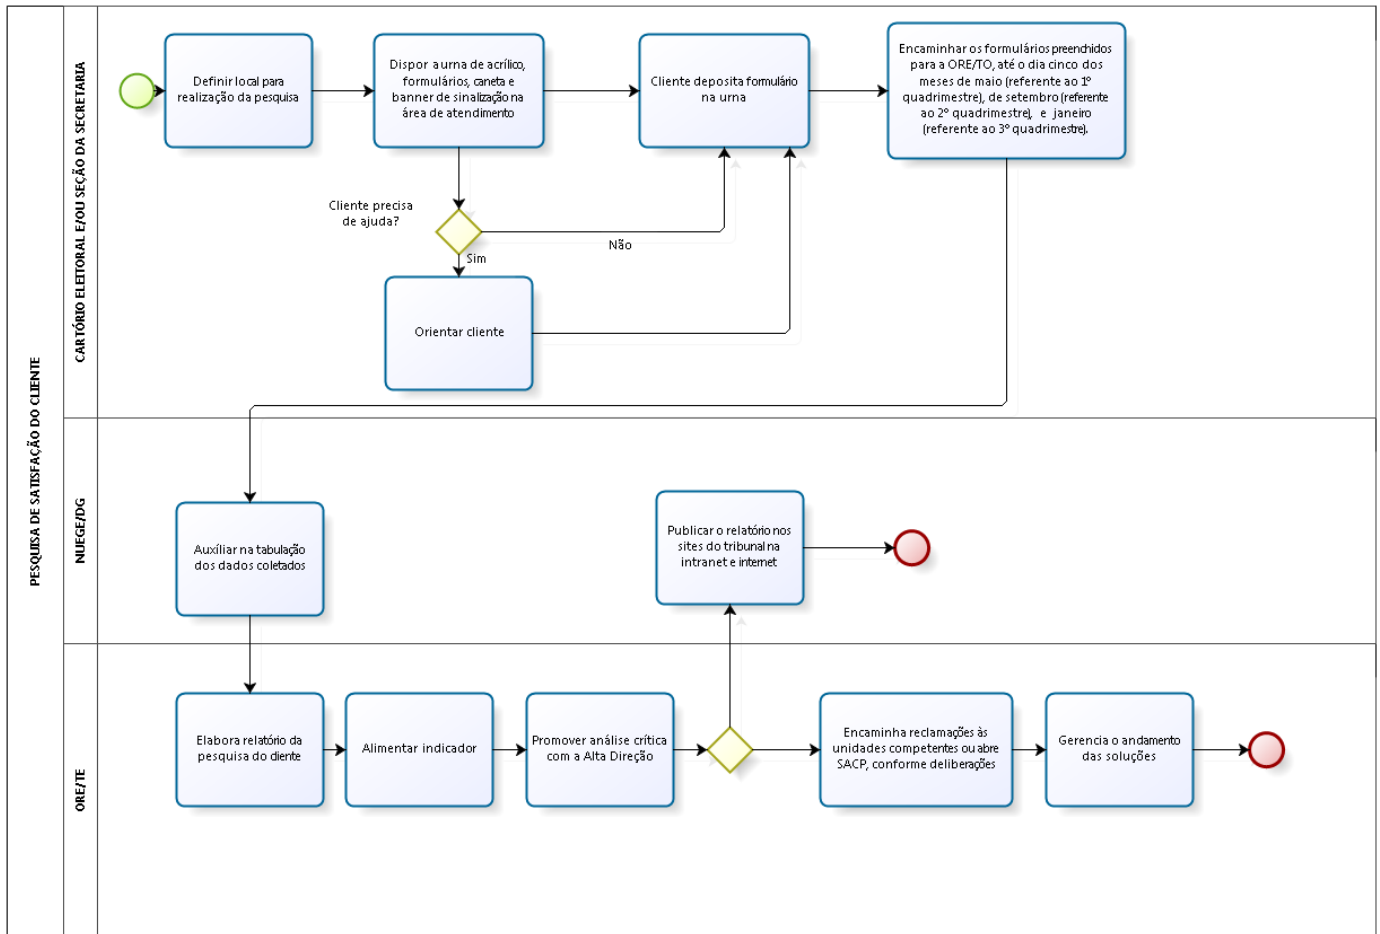 PESQUISA DE SATISFAÇÃO DO CLIENTE
CARTÓRIO ELEITORAL E/OU SEÇÃO DA SECRETARIA
Definir local para
realização da pesquisa
Dispor a urna de acrílico,
formulários, caneta e
banner de sinalização na
área de atendimento
Cliente deposita formulário
na urna
Encaminhar os formulários preenchidos
para a ORE/TO, até o dia cinco dos
meses de maio (referente ao 1º
quadrimestre), de setembro (referente
ao 2º quadrimestre), e janeiro
(referente ao 3º quadrimestre).
Cliente precisa
de ajuda?
Não
Sim
Orientar cliente
NUEGE/DG
Auxíliar na tabulação
dos dados coletados
Publicar o relatório nos
sites do tribunal na
intranet e internet
ORE/TE
Elabora relatório da
pesquisa do cliente
Alimentar indicador
Promover análise crítica
com a Alta Direção
Encaminha reclamações às
unidades competentes ou abre
SACP, conforme deliberações
Gerencia o andamento
das soluções